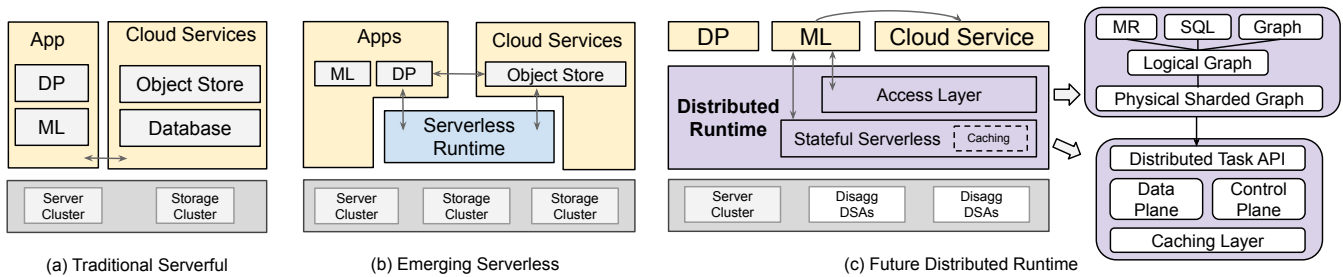 App
DP
ML
Cloud Services
Object Store
Database
Server
Cluster
Storage
Cluster
(a) Traditional Serverful
Apps
ML
DP
Cloud Services
Object Store
Serverless
Runtime
Server
Cluster
Storage
Cluster
Storage
Cluster
(b) Emerging Serverless
DP
ML
Cloud Service
Distributed
Runtime
Access Layer
Stateful Serverless
Caching
Server
Cluster
Disagg
DSAs
Disagg
DSAs
(c) Future Distributed Runtime
MR
SQL
Graph
Logical Graph
Physical Sharded Graph
Distributed Task API
Data
Plane
Control
Plane
Caching Layer